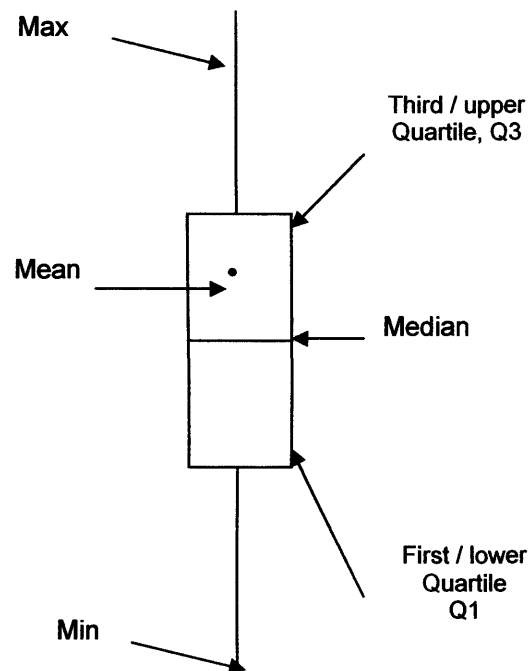 Max
Third / upper
Quartile, Q3
Mean
Median
First / lower
Quartile
Q1
Min